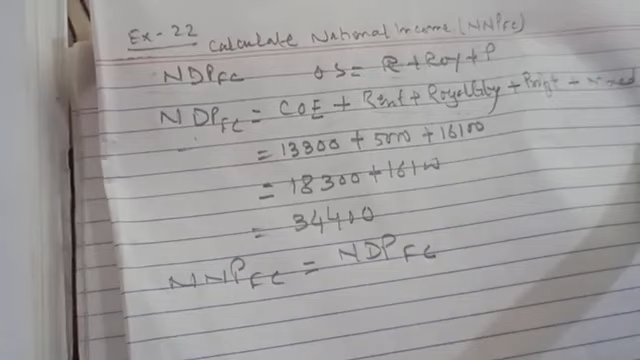 Ex-22 Calculate National Income (NNPFC)
NDPFC OS = R + Roy + P
NDPFC = COE + Rent + Royalty + Profit + Mixed
= 13300 + 5000 + 16100
= 18300 + 16100
= 34400
NNPFC = NDPFC